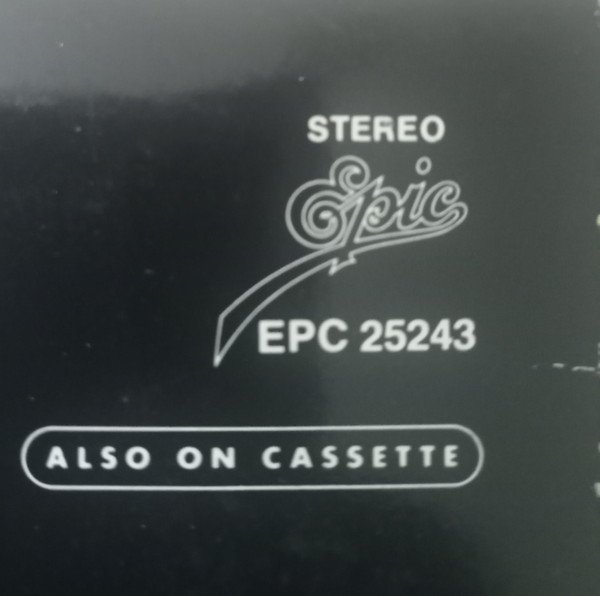 STEREO
Epic
EPC 25243
ALSO ON CASSETTE